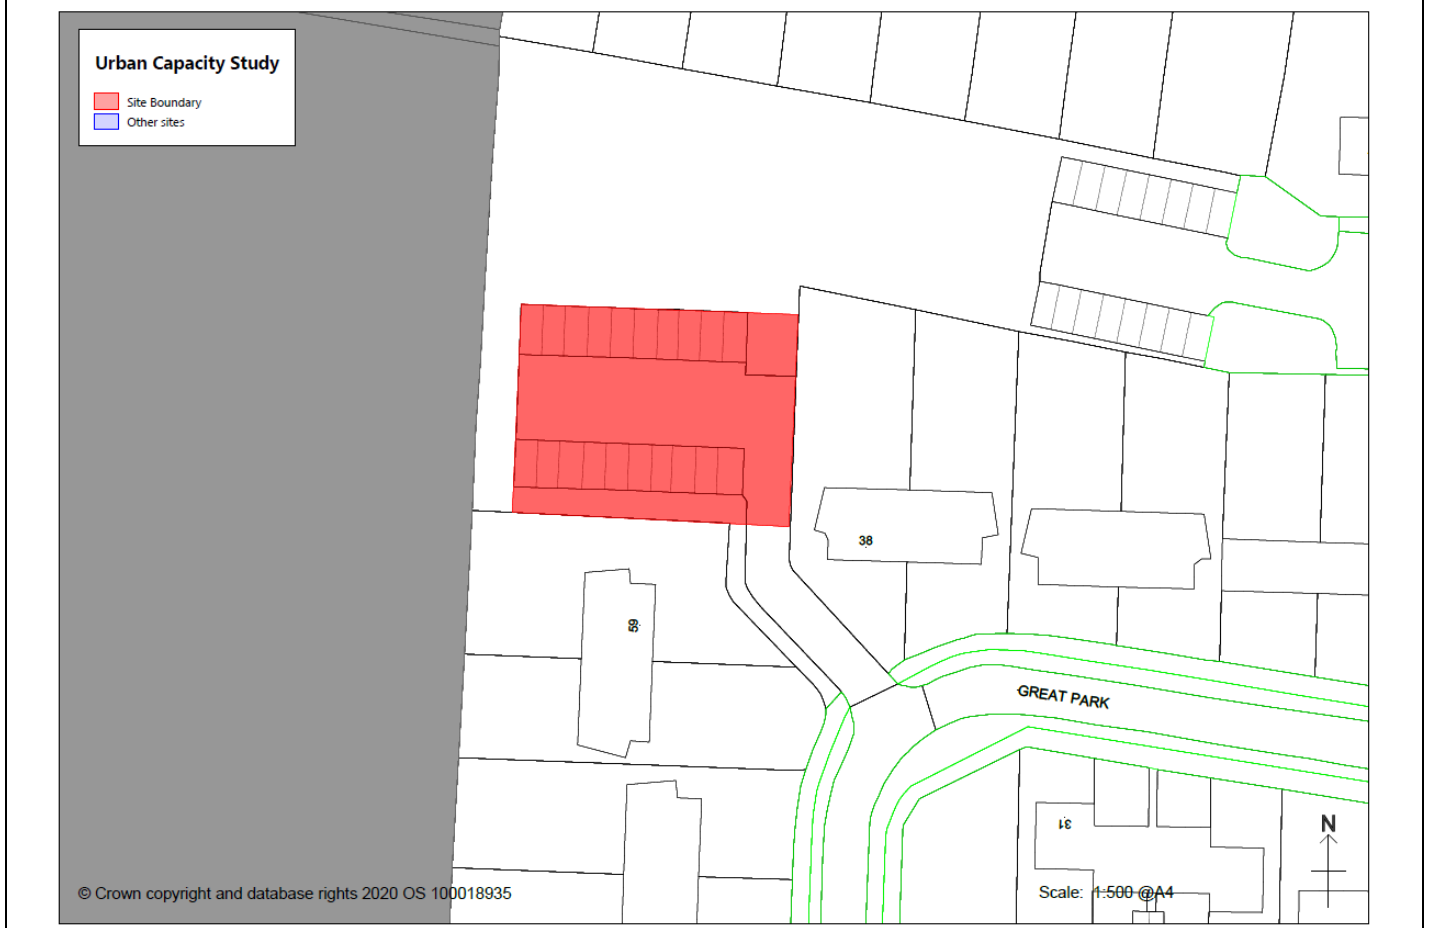 Urban Capacity Study
Site Boundary
Other sites
38
59
GREAT PARK
31
N
© Crown copyright and database rights 2020 OS 100018935
Scale: 1:500 @A4